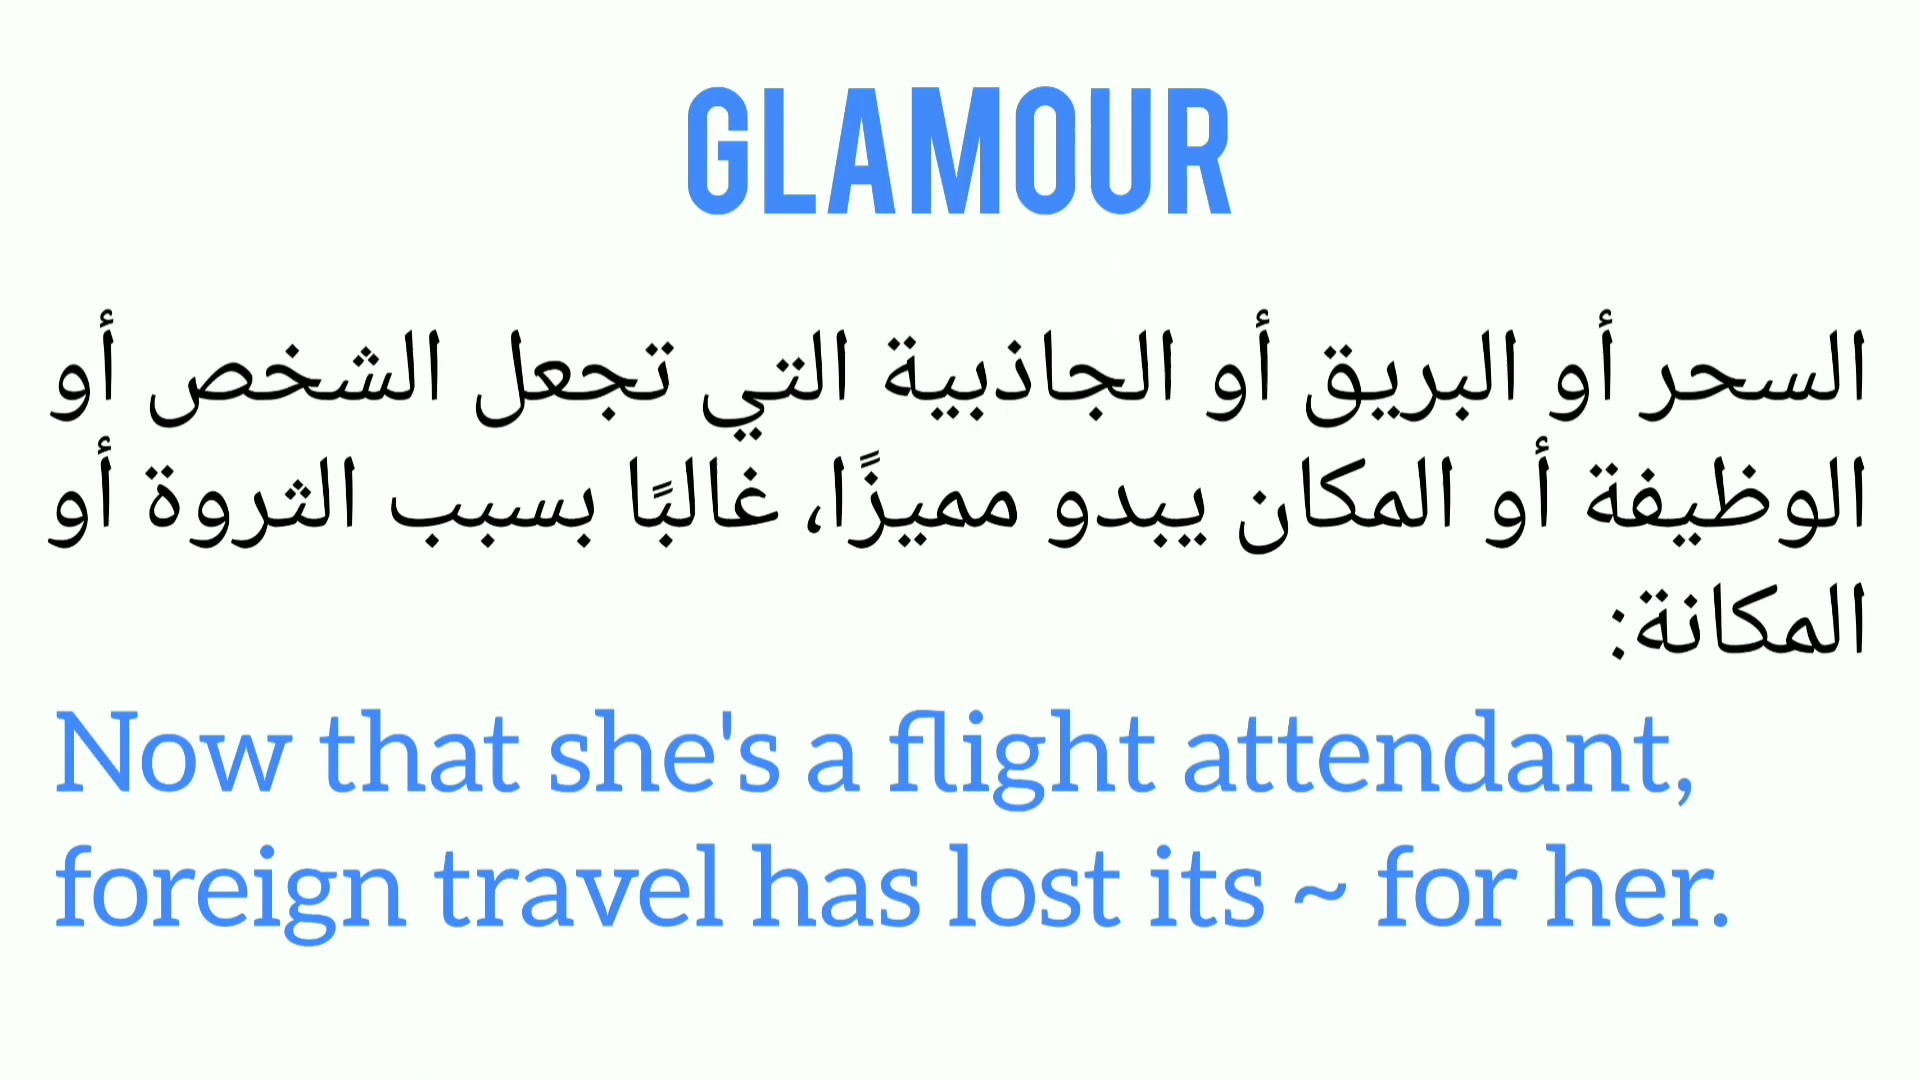 GLAMOUR
السحر أو البريق أو الجاذبية التي تجعل الشخص أو
الوظيفة أو المكان يبدو مميزًا، غالبًا بسبب الثروة أو
المكانة:
Now that she's a flight attendant,
foreign travel has lost its ~ for her.